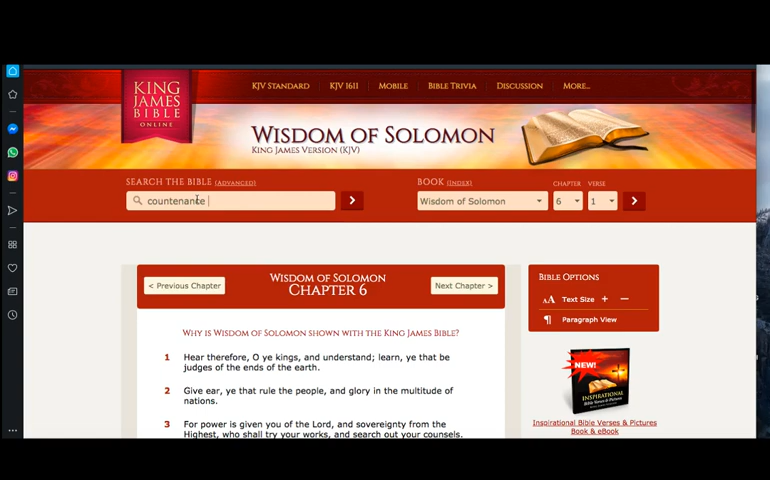 KING
JAMES
BIBLE
ONLINE
KJV STANDARD
KJV 1611
MOBILE
BIBLE TRIVIA
DISCUSSION
MORE...
WISDOM OF SOLOMON
KING JAMES VERSION (KJV)
SEARCH THE BIBLE (ADVANCED)
countenance
BOOK (INDEX)
CHAPTER
VERSE
Wisdom of Solomon
6
1
< Previous Chapter
WISDOM OF SOLOMON
CHAPTER 6
Next Chapter >
WHY IS WISDOM OF SOLOMON SHOWN WITH THE KING JAMES BIBLE?
1 Hear therefore, O ye kings, and understand; learn, ye that be
judges of the ends of the earth.
2 Give ear, ye that rule the people, and glory in the multitude of
nations.
3 For power is given you of the Lord, and sovereignty from the
Highest, who shall try your works, and search out your counsels.
BIBLE OPTIONS
AA Text Size + −
¶ Paragraph View
NEW!
INSPIRATIONAL
Inspirational Bible Verses & Pictures
Book & eBook